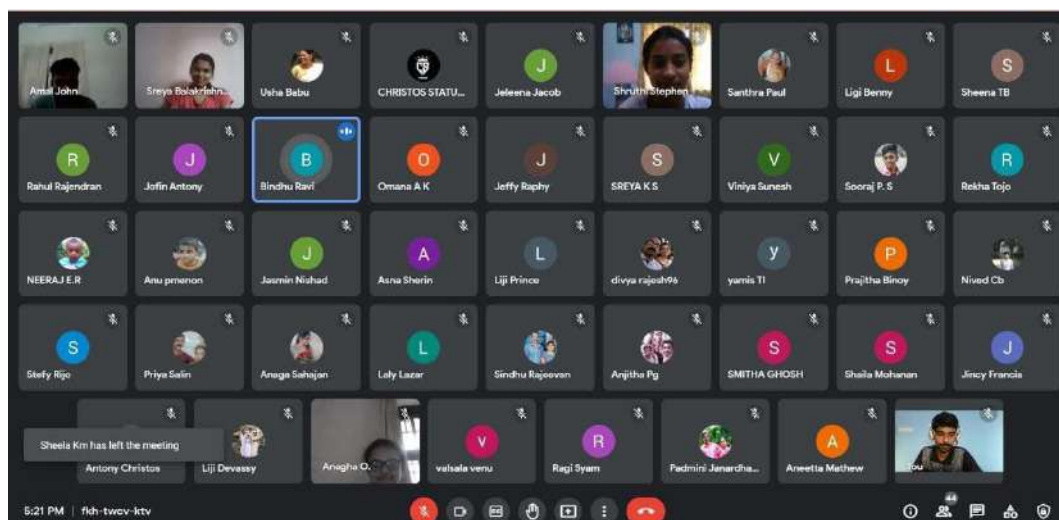 Amal John
Sreya Balakrishn...
Usha Babu
CB
CHRISTOS STATU...
J
Jeleena Jacob
Shruthi Stephen
Santhra Paul
L
Ligi Benny
S
Sheena TB
R
Rahul Rajendran
J
Jofin Antony
B
Bindhu Ravi
O
Omana A K
J
Jeffy Raphy
S
SREYA K S
V
Viniya Sunesh
Sooraj P. S
R
Rekha Tojo
NEERAJ E.R
Anu pmenon
J
Jasmin Nishad
A
Asna Sherin
L
Liji Prince
divya rajesh96
y
yamis TI
P
Prajitha Binoy
Nived Cb
S
Stefy Rijo
Priya Salin
Anaga Sahajan
L
Laly Lazar
Sindhu Rajeevan
Anjitha Pg
S
SMITHA GHOSH
S
Shaila Mohanan
J
Jincy Francis
Sheela Km has left the meeting
Antony Christos
Liji Devassy
Anagha O.
v
valsala venu
R
Ragi Syam
Padmini Janardha...
A
Aneetta Mathew
You
5:21 PM | fkh-twcv-ktv
44